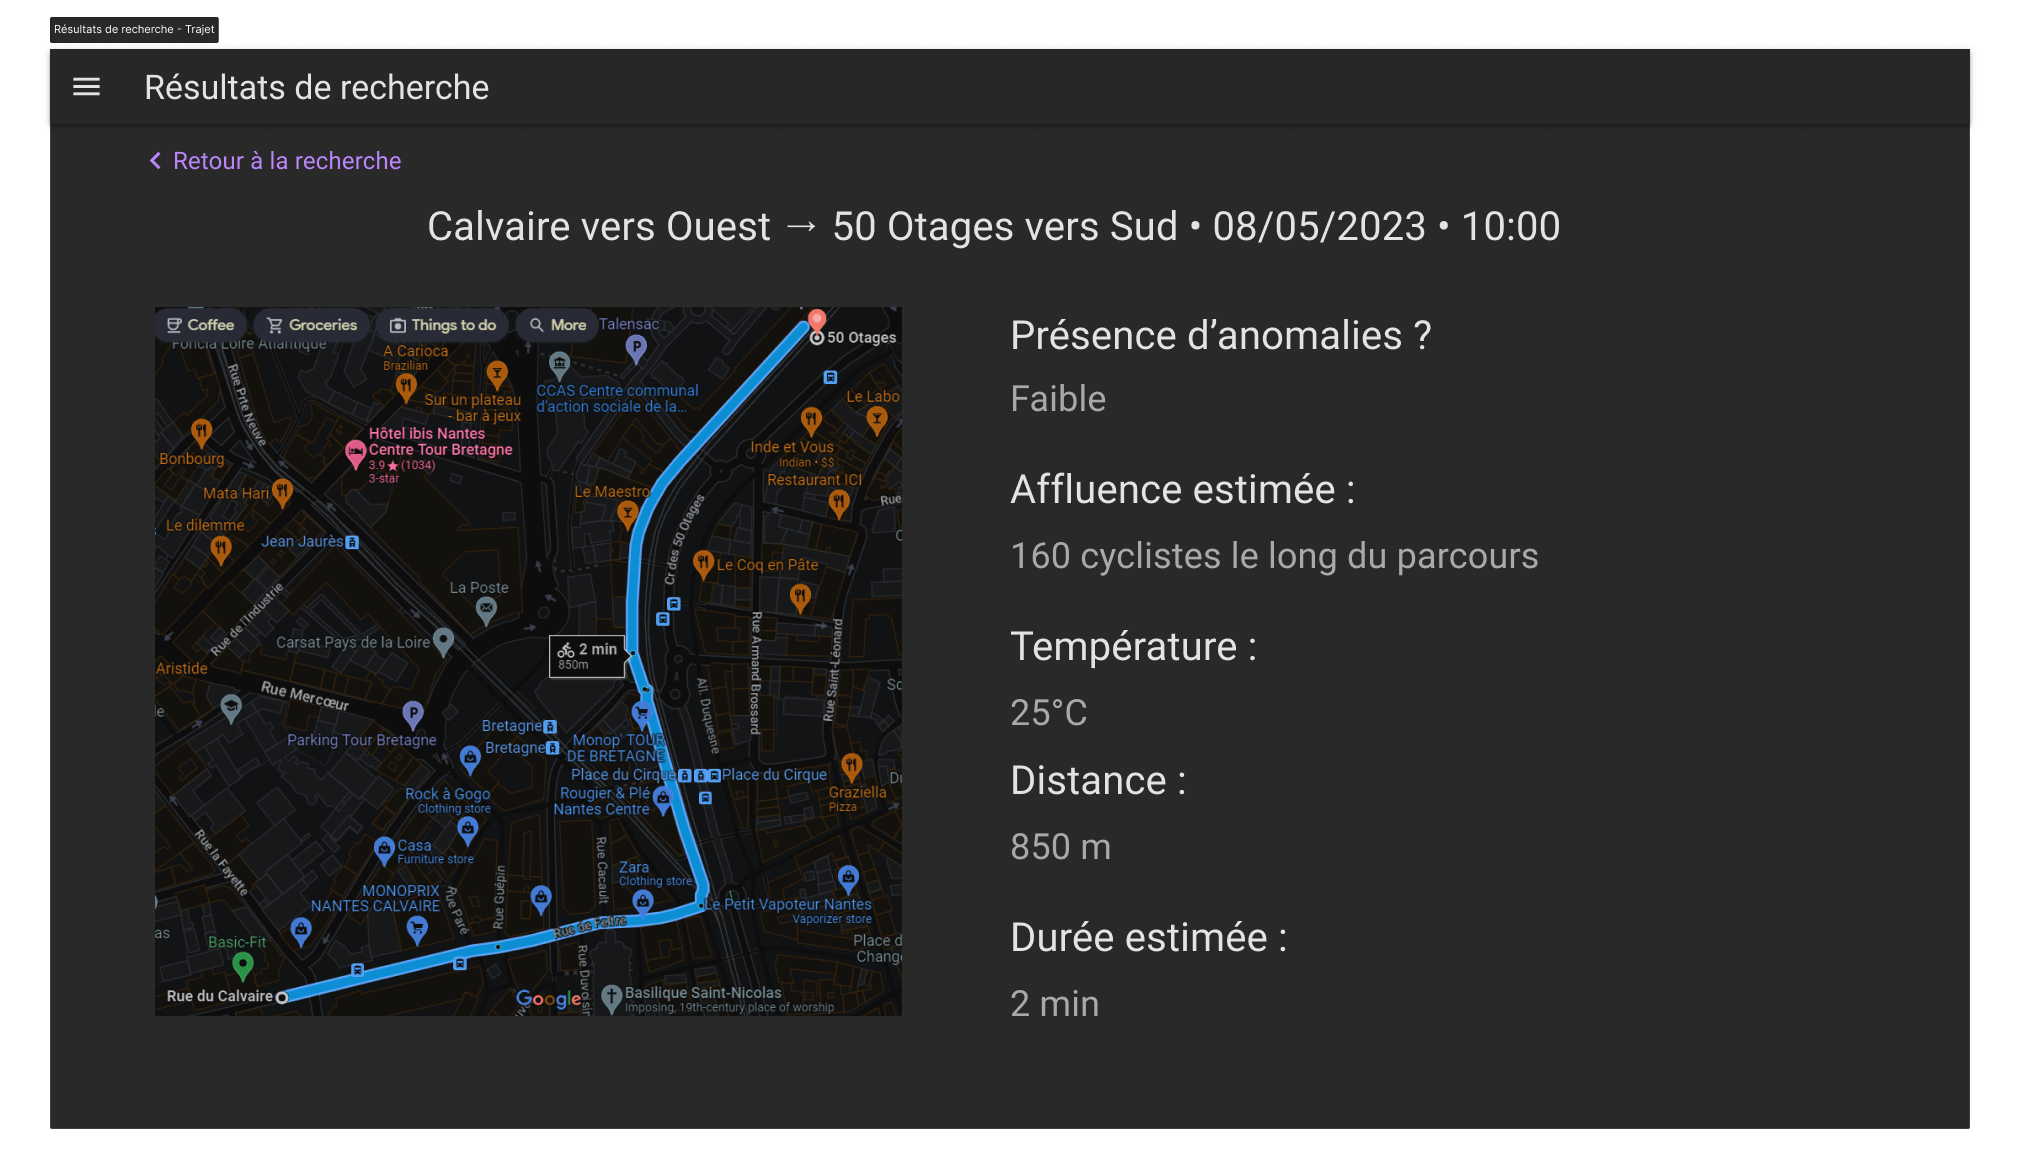 Résultats de recherche - Trajet
Résultats de recherche
Retour à la recherche
Calvaire vers Ouest → 50 Otages vers Sud • 08/05/2023 • 10:00
Coffee
Groceries
Things to do
More
Talensac
Foncia Loire Atlantique
50 Otages
A Carioca
Brazilian
Rue Prte Neuve
Sur un plateau
- bar à jeux
CCAS Centre communal
d'action sociale de la...
Le Labo
Hôtel ibis Nantes
Centre Tour Bretagne
3.9★(1034)
3-star
Bonbourg
Inde et Vous
Indian • $$
Restaurant ICI
Mata Hari
Le Maestro
Rue
Le dilemme
Jean Jaurès
Cr des 50 Otages
Le Coq en Pâte
La Poste
Rue de l'Industrie
Carsat Pays de la Loire
2 min
850m
Aristide
Rue Armand Brossard
Rue Saint-Léonard
Rue Mercœur
All. Duquesne
Parking Tour Bretagne
Bretagne
Bretagne
Monop' TOUR
DE BRETAGNE
Place du Cirque
Place du Cirque
Rock à Gogo
Clothing store
Rougier & Plé
Nantes Centre
Graziella
Pizza
Rue la Fayette
Casa
Furniture store
Rue Guépin
Rue Cacault
Zara
Clothing store
MONOPRIX
NANTES CALVAIRE
Rue Paré
Le Petit Vapoteur Nantes
Vaporizer store
Rue de Feltre
Basic-Fit
Place d
Chang
Rue du Calvaire
Google
Basilique Saint-Nicolas
Imposing, 19th-century place of worship
Présence d’anomalies ?
Faible
Affluence estimée :
160 cyclistes le long du parcours
Température :
25°C
Distance :
850 m
Durée estimée :
2 min